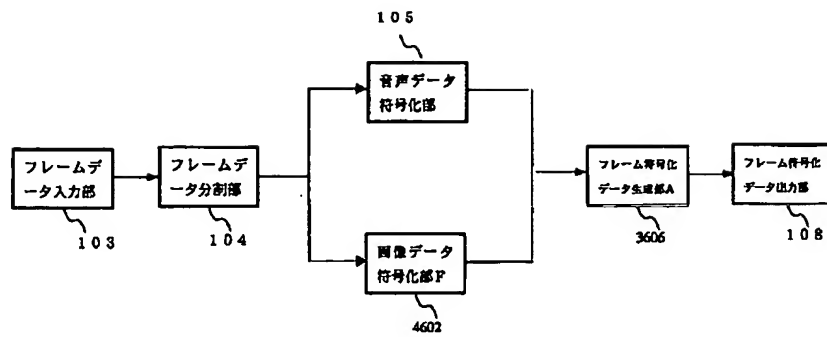 105
音声データ
符号化部
フレームデ
ータ入力部
103
フレームデ
ータ分割部
104
画像データ
符号化部F
4602
フレーム符号化
データ生成部A
3606
フレーム符号化
データ出力部
108